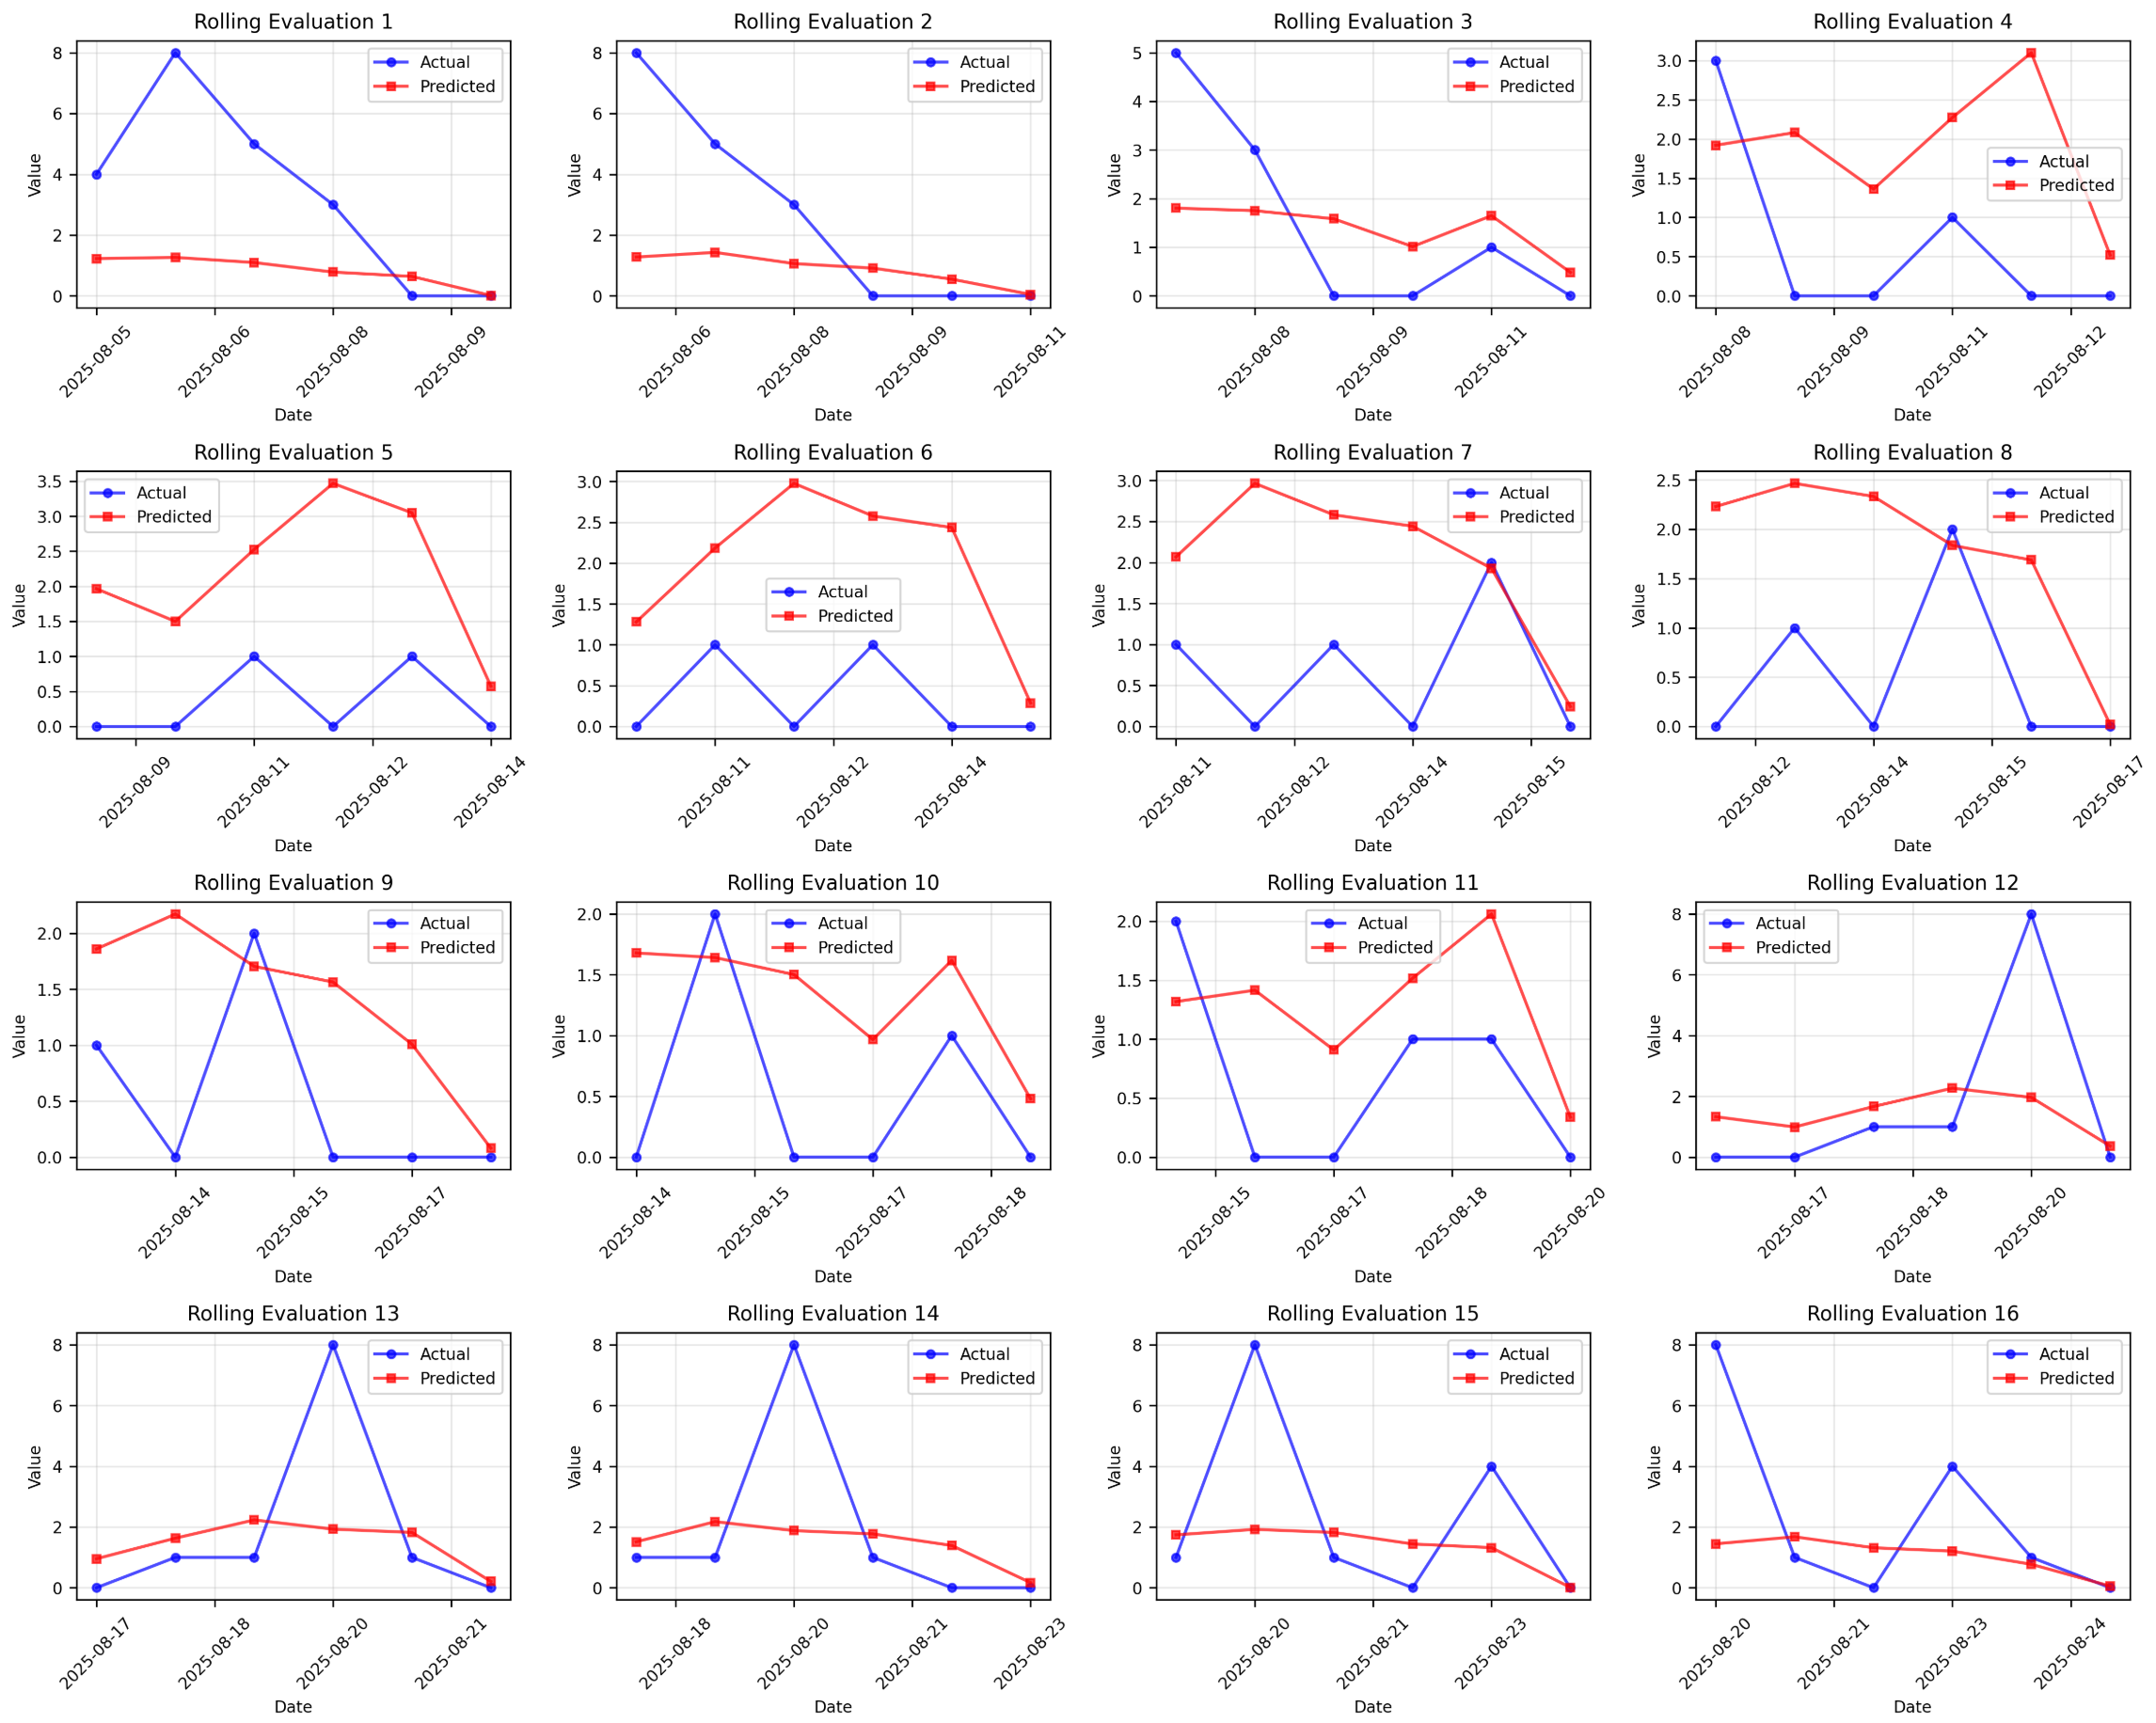 Rolling Evaluation 1
8
6
4
2
0
Value
Actual
Predicted
2025-08-05
2025-08-06
2025-08-08
2025-08-09
Date
Rolling Evaluation 2
8
6
4
2
0
Value
Actual
Predicted
2025-08-06
2025-08-08
2025-08-09
2025-08-11
Date
Rolling Evaluation 3
5
4
3
2
1
0
Value
Actual
Predicted
2025-08-08
2025-08-09
2025-08-11
Date
Rolling Evaluation 4
3.0
2.5
2.0
1.5
1.0
0.5
0.0
Value
Actual
Predicted
2025-08-08
2025-08-09
2025-08-11
2025-08-12
Date
Rolling Evaluation 5
3.5
3.0
2.5
2.0
1.5
1.0
0.5
0.0
Value
Actual
Predicted
2025-08-09
2025-08-11
2025-08-12
2025-08-14
Date
Rolling Evaluation 6
3.0
2.5
2.0
1.5
1.0
0.5
0.0
Value
Actual
Predicted
2025-08-11
2025-08-12
2025-08-14
Date
Rolling Evaluation 7
3.0
2.5
2.0
1.5
1.0
0.5
0.0
Value
Actual
Predicted
2025-08-11
2025-08-12
2025-08-14
2025-08-15
Date
Rolling Evaluation 8
2.5
2.0
1.5
1.0
0.5
0.0
Value
Actual
Predicted
2025-08-12
2025-08-14
2025-08-15
2025-08-17
Date
Rolling Evaluation 9
2.0
1.5
1.0
0.5
0.0
Value
Actual
Predicted
2025-08-14
2025-08-15
2025-08-17
Date
Rolling Evaluation 10
2.0
1.5
1.0
0.5
0.0
Value
Actual
Predicted
2025-08-14
2025-08-15
2025-08-17
2025-08-18
Date
Rolling Evaluation 11
2.0
1.5
1.0
0.5
0.0
Value
Actual
Predicted
2025-08-15
2025-08-17
2025-08-18
2025-08-20
Date
Rolling Evaluation 12
8
6
4
2
0
Value
Actual
Predicted
2025-08-17
2025-08-18
2025-08-20
Date
Rolling Evaluation 13
8
6
4
2
0
Value
Actual
Predicted
2025-08-17
2025-08-18
2025-08-20
2025-08-21
Date
Rolling Evaluation 14
8
6
4
2
0
Value
Actual
Predicted
2025-08-18
2025-08-20
2025-08-21
2025-08-23
Date
Rolling Evaluation 15
8
6
4
2
0
Value
Actual
Predicted
2025-08-20
2025-08-21
2025-08-23
Date
Rolling Evaluation 16
8
6
4
2
0
Value
Actual
Predicted
2025-08-20
2025-08-21
2025-08-23
2025-08-24
Date